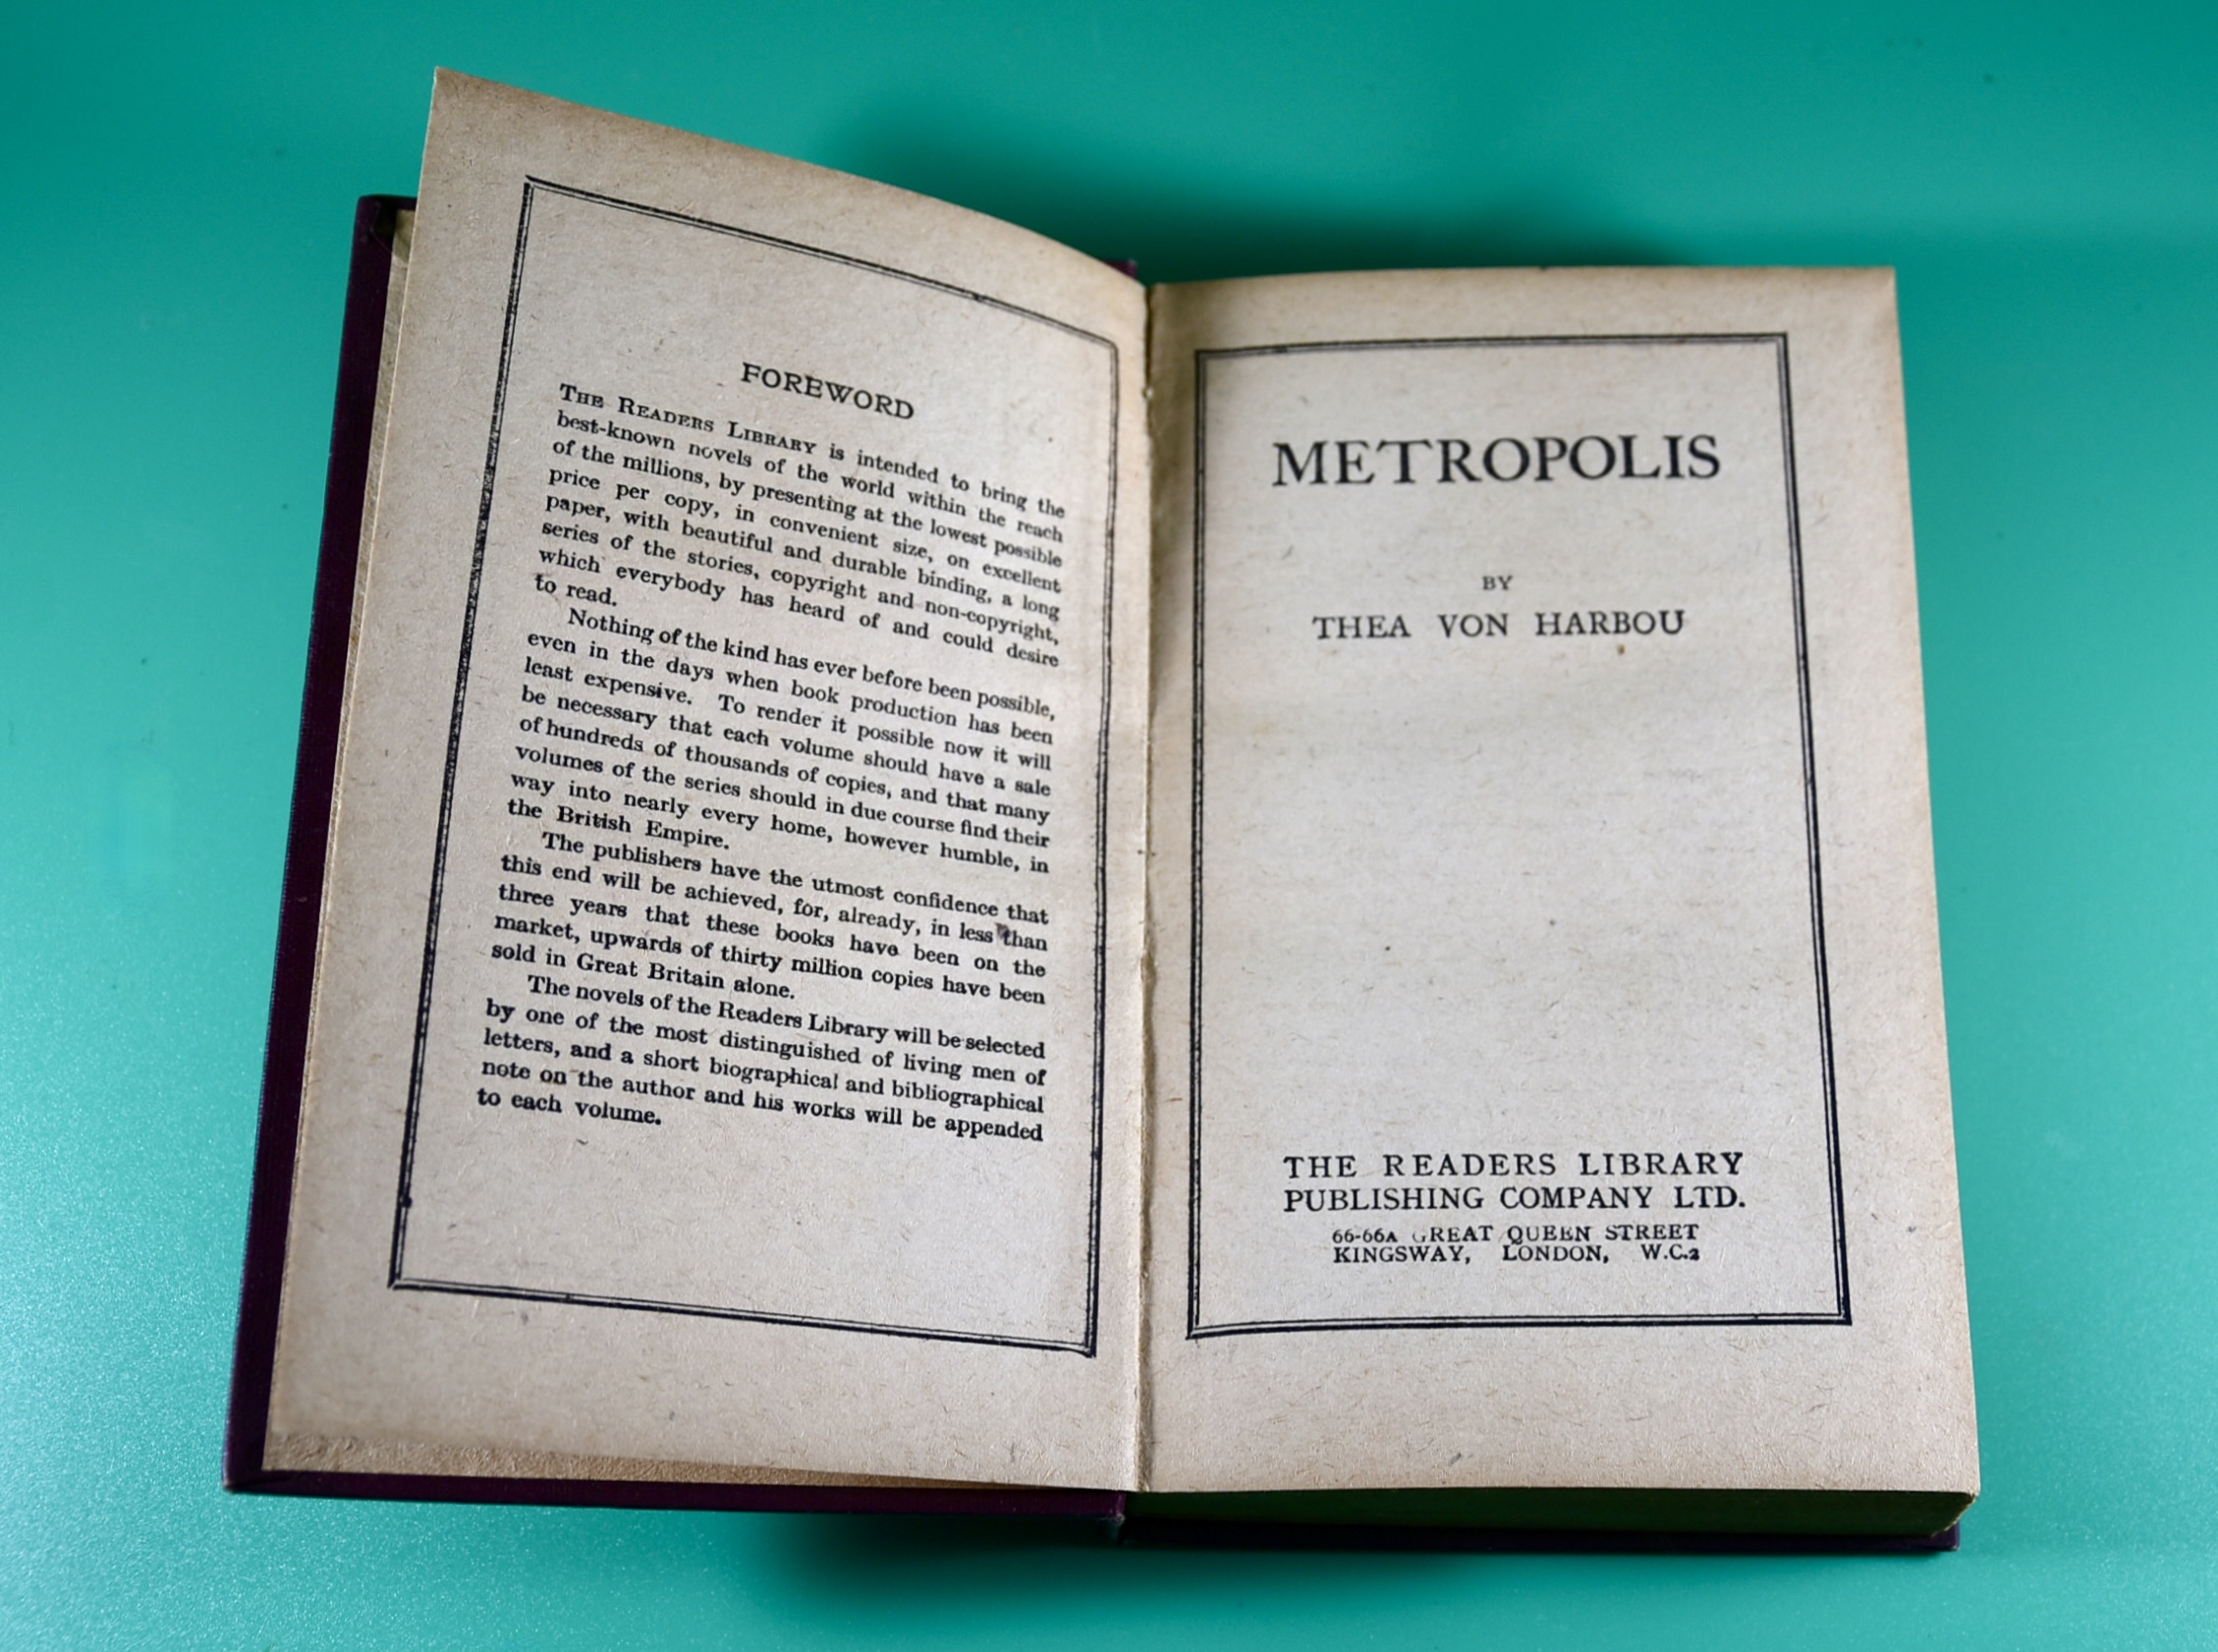 FOREWORD
THE READERS LIBRARY is intended to bring the
best-known novels of the world within the reach
of the millions, by presenting at the lowest possible
price per copy, in convenient size, on excellent
paper, with beautiful and durable binding, a long
series of the stories, copyright and non-copyright,
which everybody has heard of and could desire
to read.
Nothing of the kind has ever before been possible,
even in the days when book production has been
least expensive. To render it possible now it will
be necessary that each volume should have a sale
of hundreds of thousands of copies, and that many
volumes of the series should in due course find their
way into nearly every home, however humble, in
the British Empire.
The publishers have the utmost confidence that
this end will be achieved, for, already, in less than
three years that these books have been on the
market, upwards of thirty million copies have been
sold in Great Britain alone.
The novels of the Readers Library will be selected
by one of the most distinguished of living men of
letters, and a short biographical and bibliographical
note on the author and his works will be appended
to each volume.
METROPOLIS
BY
THEA VON HARBOU
THE READERS LIBRARY
PUBLISHING COMPANY LTD.
66-66A GREAT QUEEN STREET
KINGSWAY, LONDON, W.C.2